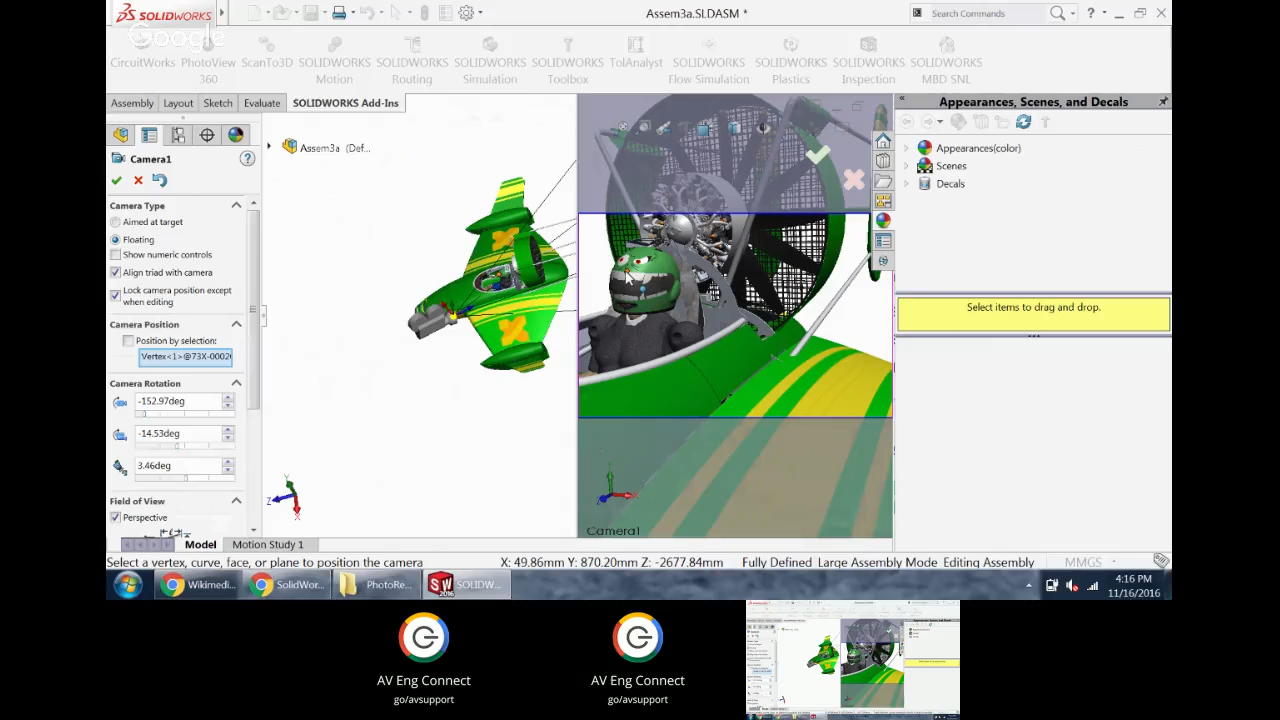 SOLIDWORKS
Assem3a.SLDASM *
Search Commands
Google
CircuitWorks
PhotoView
360
ScanTo3D
SOLIDWORKS
Motion
SOLIDWORKS
Routing
SOLIDWORKS
Simulation
SOLIDWORKS
Toolbox
TolAnalyst
SOLIDWORKS
Flow Simulation
SOLIDWORKS
Plastics
SOLIDWORKS
Inspection
SOLIDWORKS
MBD SNL
Assembly
Layout
Sketch
Evaluate
SOLIDWORKS Add-Ins
Appearances, Scenes, and Decals
Camera1
Assem3a (Def...
Appearances(color)
Scenes
Decals
Camera Type
Aimed at target
Floating
Show numeric controls
Align triad with camera
Lock camera position except
when editing
Camera Position
Position by selection:
Vertex<1>@73X-0002
Camera Rotation
-152.97deg
-14.53deg
3.46deg
Field of View
Perspective
Select items to drag and drop.
Y
Z
X
Camera1
Model
Motion Study 1
Select a vertex, curve, face, or plane to position the camera
X: 49.86mm Y: 870.20mm Z: -2677.84mm
Fully Defined
Large Assembly Mode
Editing Assembly
MMGS
Wikimedi...
SolidWor...
PhotoRe...
SOLIDW...
4:16 PM
11/16/2016
AV Eng Connect
go/avsupport
AV Eng Connect
go/avsupport